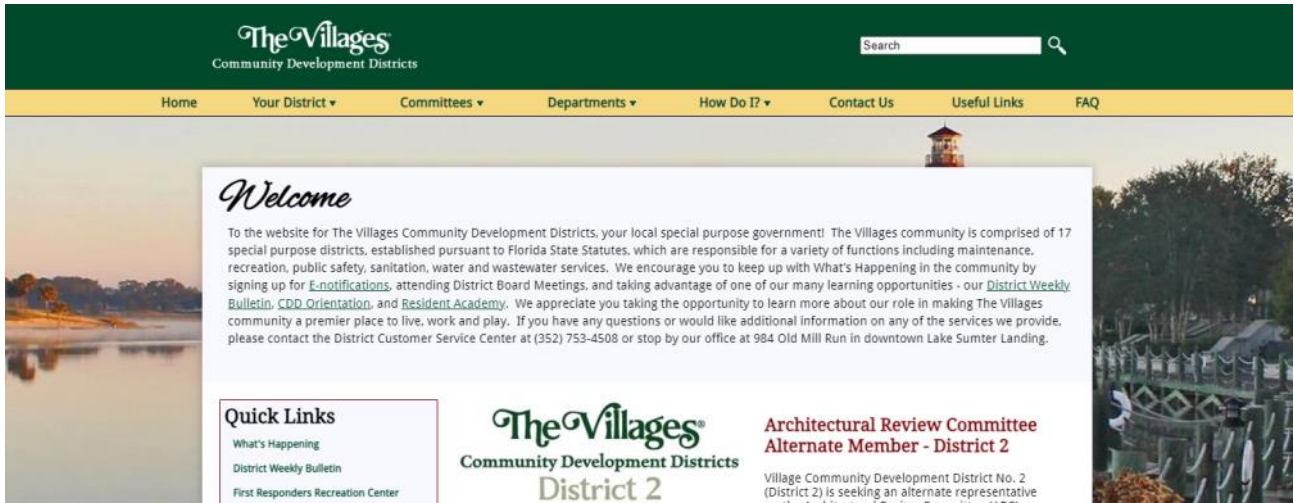 The Villages
Community Development Districts
Search
Home Your District Committees Departments How Do I? Contact Us Useful Links FAQ
Welcome
To the website for The Villages Community Development Districts, your local special purpose government! The Villages community is comprised of 17
special purpose districts, established pursuant to Florida State Statutes, which are responsible for a variety of functions including maintenance,
recreation, public safety, sanitation, water and wastewater services. We encourage you to keep up with What's Happening in the community by
signing up for E-notifications, attending District Board Meetings, and taking advantage of one of our many learning opportunities - our District Weekly
Bulletin, CDD Orientation, and Resident Academy. We appreciate you taking the opportunity to learn more about our role in making The Villages
community a premier place to live, work and play. If you have any questions or would like additional information on any of the services we provide,
please contact the District Customer Service Center at (352) 753-4508 or stop by our office at 984 Old Mill Run in downtown Lake Sumter Landing.
Quick Links
What's Happening
District Weekly Bulletin
First Responders Recreation Center
The Villages®
Community Development Districts
District 2
Architectural Review Committee
Alternate Member - District 2
Village Community Development District No. 2
(District 2) is seeking an alternate representative